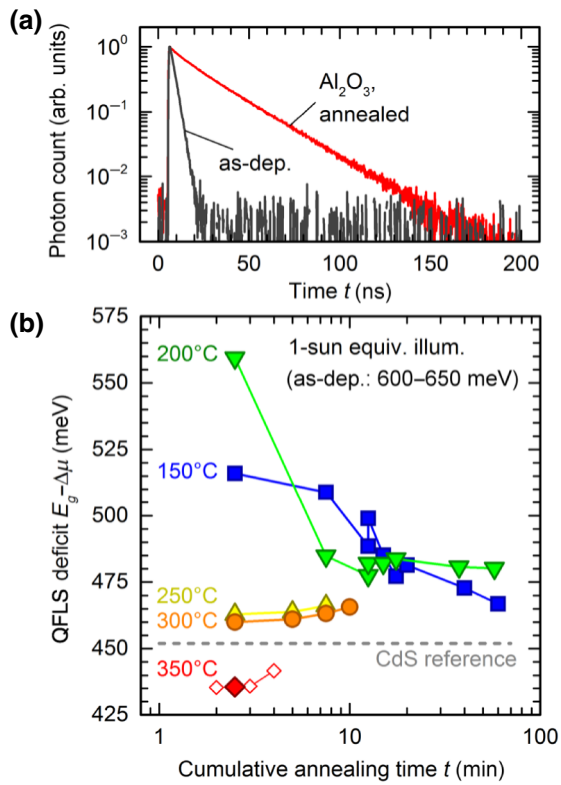 (a)
Photon count (arb. units)
10⁰
10⁻¹
10⁻²
10⁻³
Al₂O₃,
annealed
as-dep.
0 50 100 150 200
Time t (ns)
(b)
QFLS deficit E_g–Δμ (meV)
575
550
525
500
475
450
425
1-sun equiv. illum.
(as-dep.: 600–650 meV)
200°C
150°C
250°C
300°C
CdS reference
350°C
1 10 100
Cumulative annealing time t (min)